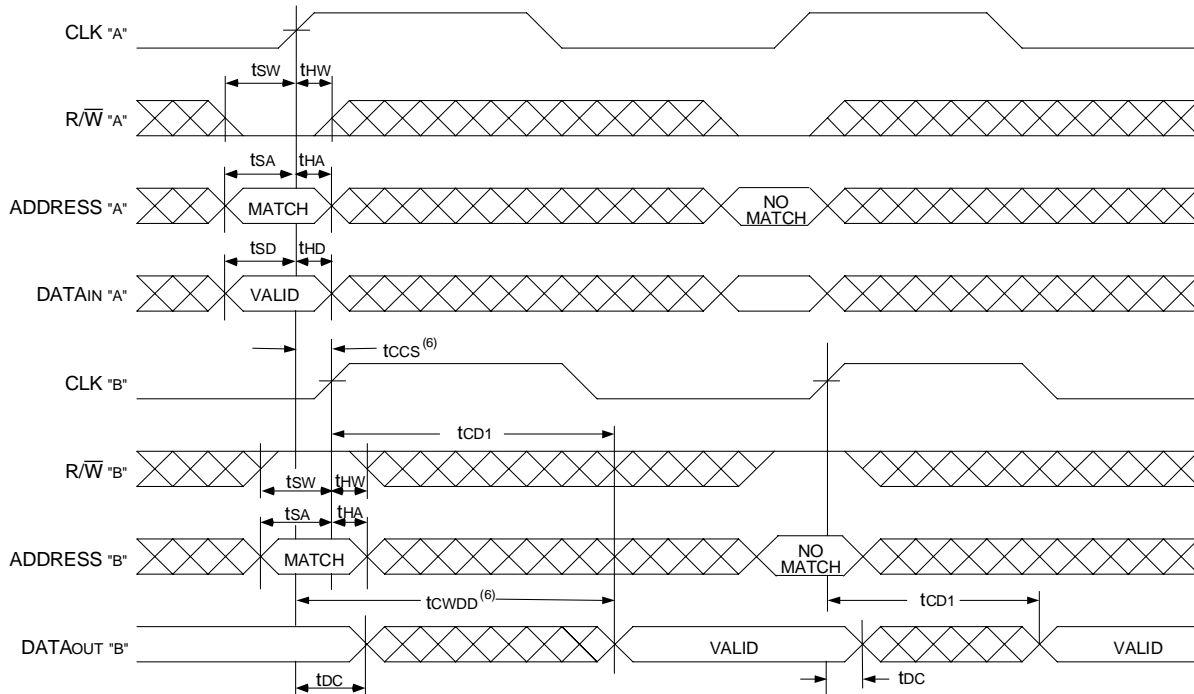 CLK "A"
tSW tHW
R/W̅ "A"
tSA tHA
ADDRESS "A" MATCH NO MATCH
tSD tHD
DATAIN "A" VALID
tCCS(6)
CLK "B"
tCD1
R/W̅ "B"
tSW tHW
tSA tHA
ADDRESS "B" MATCH NO MATCH
tCWDD(6) tCD1
DATAOUT "B" VALID VALID
tDC tDC